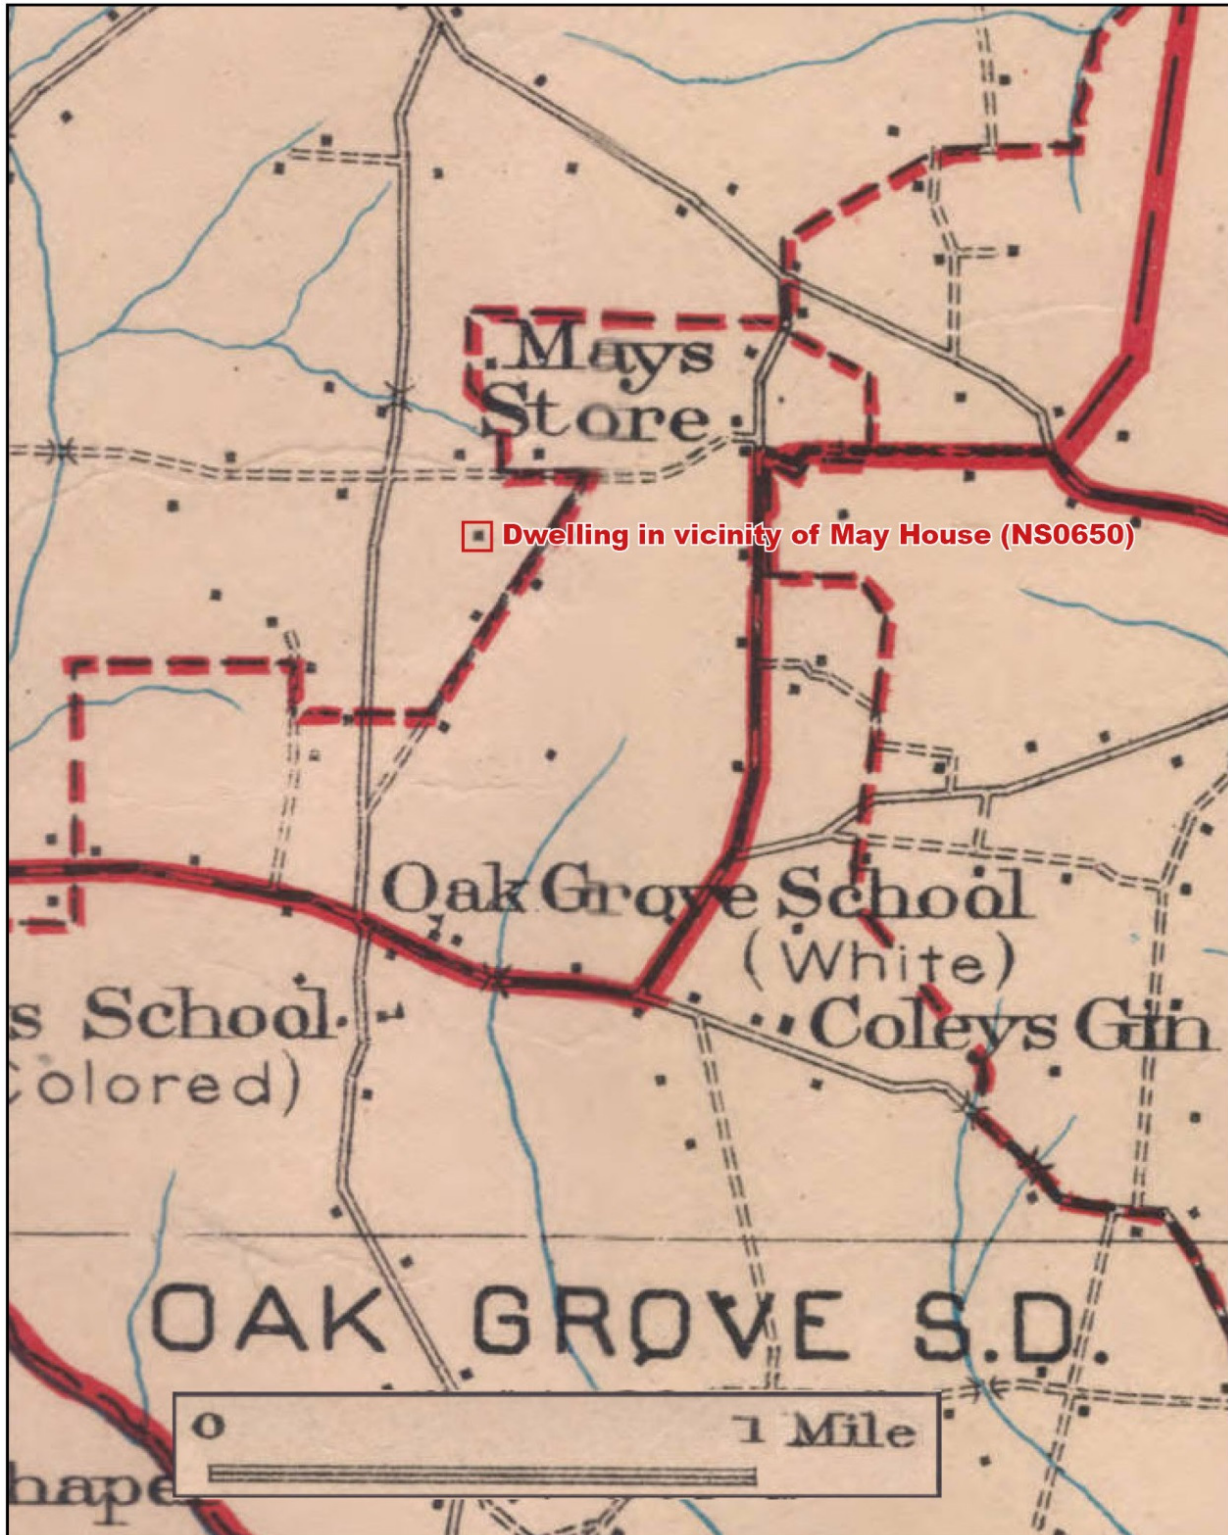 Mays
Store
Dwelling in vicinity of May House (NS0650)
Oak Grove School
(White)
s School
Coleys Gin
Colored)
OAK GROVE S.D.
0 1 Mile
hape